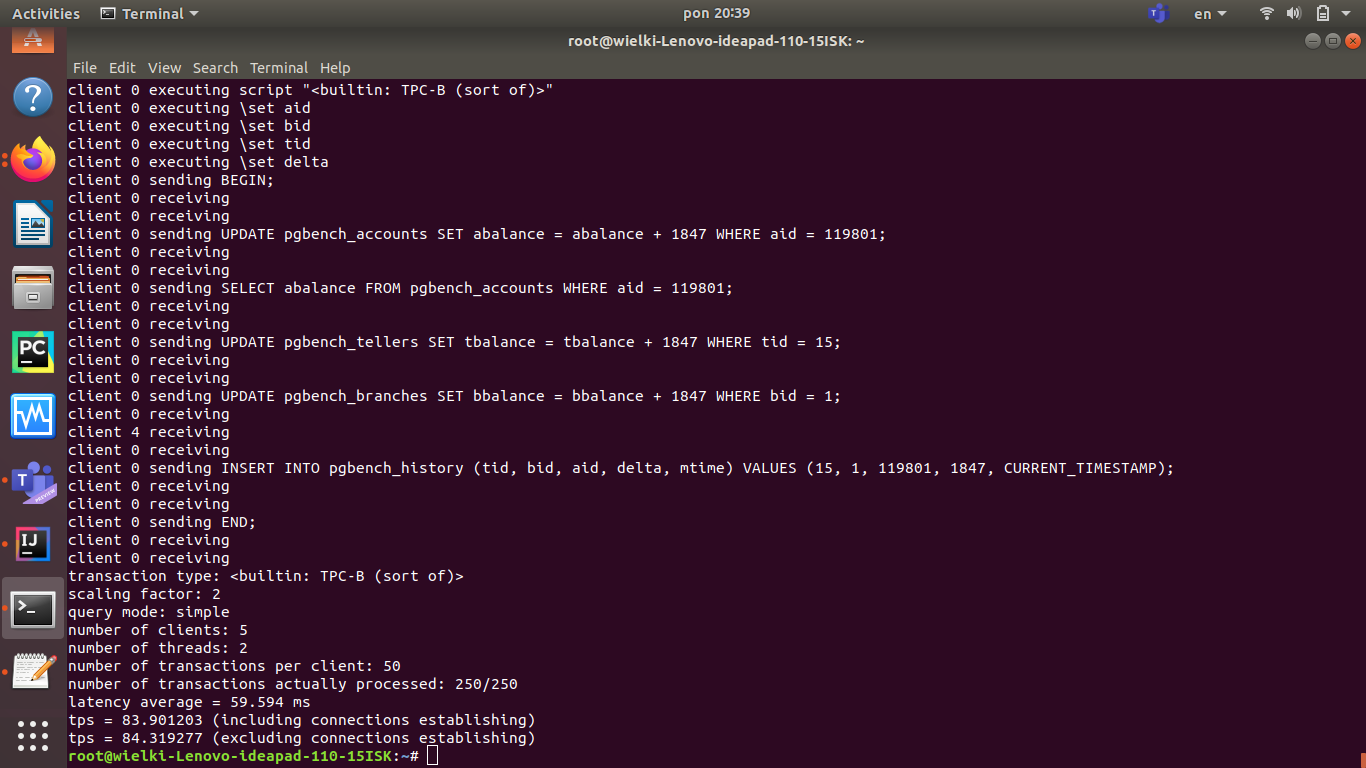 Activities Terminal pon 20:39 en
root@wielki-Lenovo-ideapad-110-15ISK: ~
File Edit View Search Terminal Help
client 0 executing script "<builtin: TPC-B (sort of)>"
client 0 executing \set aid
client 0 executing \set bid
client 0 executing \set tid
client 0 executing \set delta
client 0 sending BEGIN;
client 0 receiving
client 0 receiving
client 0 sending UPDATE pgbench_accounts SET abalance = abalance + 1847 WHERE aid = 119801;
client 0 receiving
client 0 receiving
client 0 sending SELECT abalance FROM pgbench_accounts WHERE aid = 119801;
client 0 receiving
client 0 receiving
client 0 sending UPDATE pgbench_tellers SET tbalance = tbalance + 1847 WHERE tid = 15;
client 0 receiving
client 0 receiving
client 0 sending UPDATE pgbench_branches SET bbalance = bbalance + 1847 WHERE bid = 1;
client 0 receiving
client 4 receiving
client 0 receiving
client 0 sending INSERT INTO pgbench_history (tid, bid, aid, delta, mtime) VALUES (15, 1, 119801, 1847, CURRENT_TIMESTAMP);
client 0 receiving
client 0 receiving
client 0 sending END;
client 0 receiving
client 0 receiving
transaction type: <builtin: TPC-B (sort of)>
scaling factor: 2
query mode: simple
number of clients: 5
number of threads: 2
number of transactions per client: 50
number of transactions actually processed: 250/250
latency average = 59.594 ms
tps = 83.901203 (including connections establishing)
tps = 84.319277 (excluding connections establishing)
root@wielki-Lenovo-ideapad-110-15ISK:~#
PC
T
PREVIEW
IJ